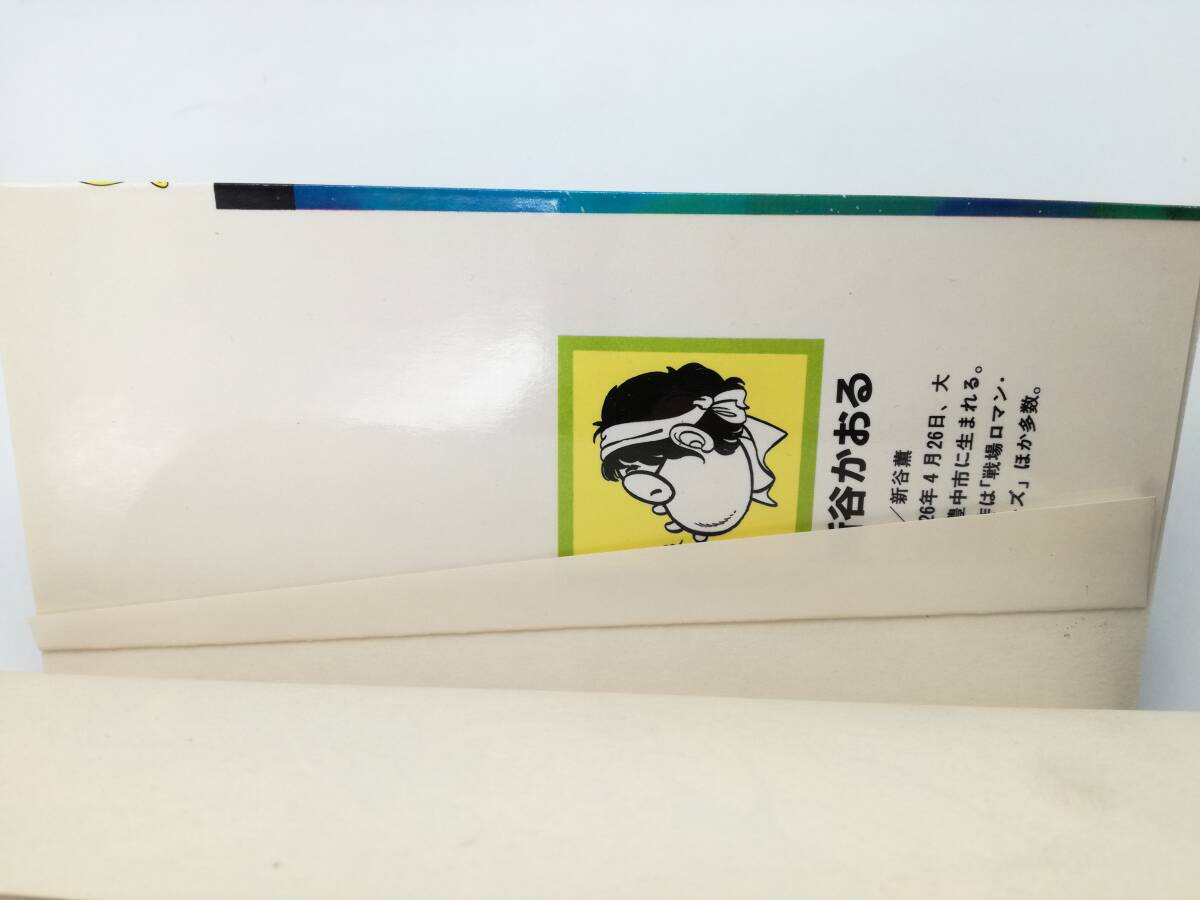 谷かおる
／新谷薫
26年4月26日、大
豊中市に生まれる。
は「戦場ロマン・
ズ」ほか多数。